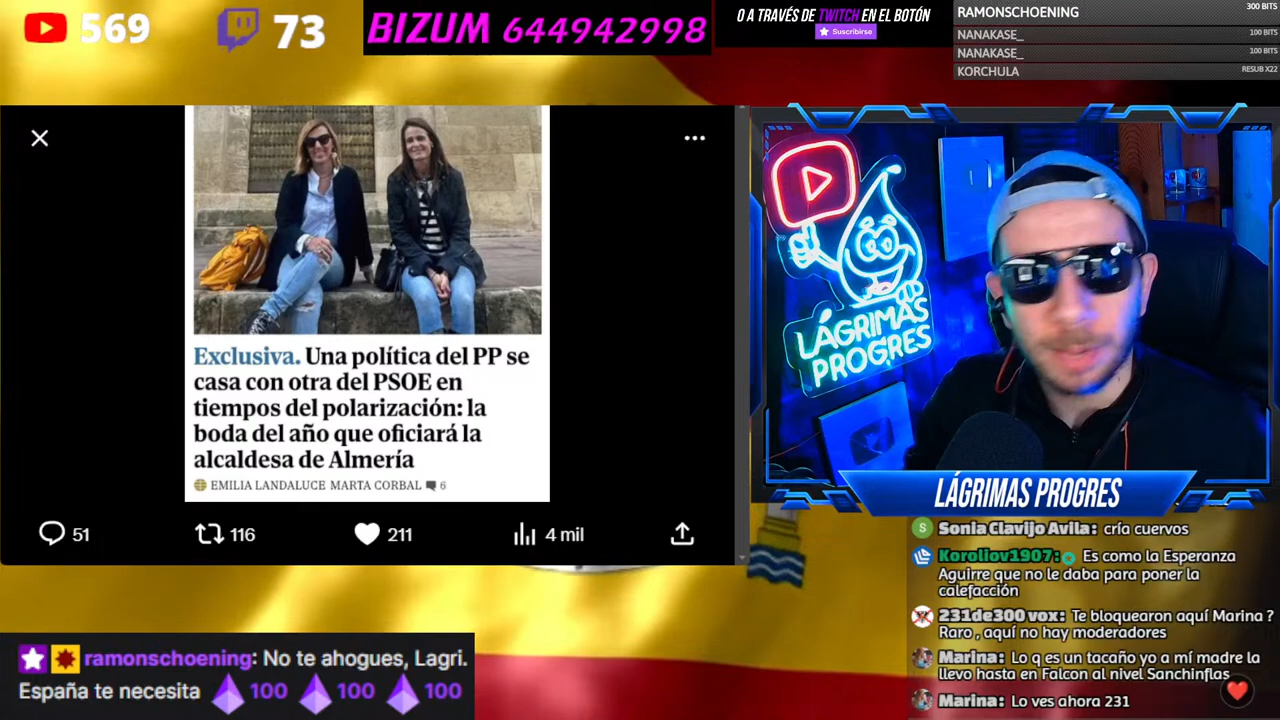 569
73
BIZUM 644942998
O A TRAVÉS DE TWITCH EN EL BOTÓN
Suscribirse
RAMONSCHOENING 300 BITS
NANAKASE_ 100 BITS
NANAKASE_ 100 BITS
KORCHULA RESUB X22
Exclusiva. Una política del PP se
casa con otra del PSOE en
tiempos del polarización: la
boda del año que oficiará la
alcaldesa de Almería
EMILIA LANDALUCE MARTA CORBAL 6
51 116 211 4 mil
LÁGRIMAS
PROGRES
LÁGRIMAS PROGRES
S Sonia Clavijo Avila: cría cuervos
Koroliov1907: Es como la Esperanza
Aguirre que no le daba para poner la
calefacción
231de300 vox: Te bloquearon aquí Marina ?
Raro , aquí no hay moderadores
Marina: Lo q es un tacaño yo a mí madre la
llevo hasta en Falcon al nivel Sanchinflas
Marina: Lo ves ahora 231
ramonschoening: No te ahogues, Lagri.
España te necesita 100 100 100